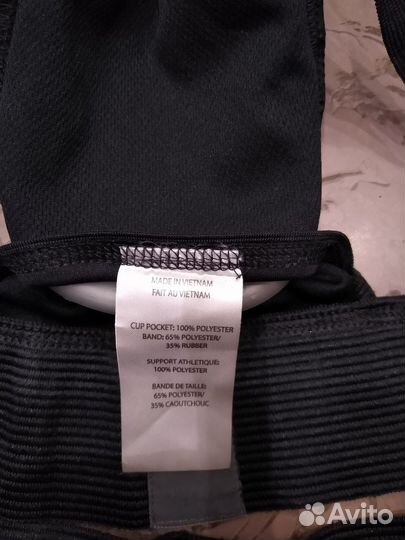 MADE IN VIETNAM
FAIT AU VIETNAM
CUP POCKET: 100% POLYESTER
BAND: 65% POLYESTER/
35% RUBBER
SUPPORT ATHLETIQUE:
100% POLYESTER
BANDE DE TAILLE:
65% POLYESTER/
35% CAOUTCHOUC
Avito